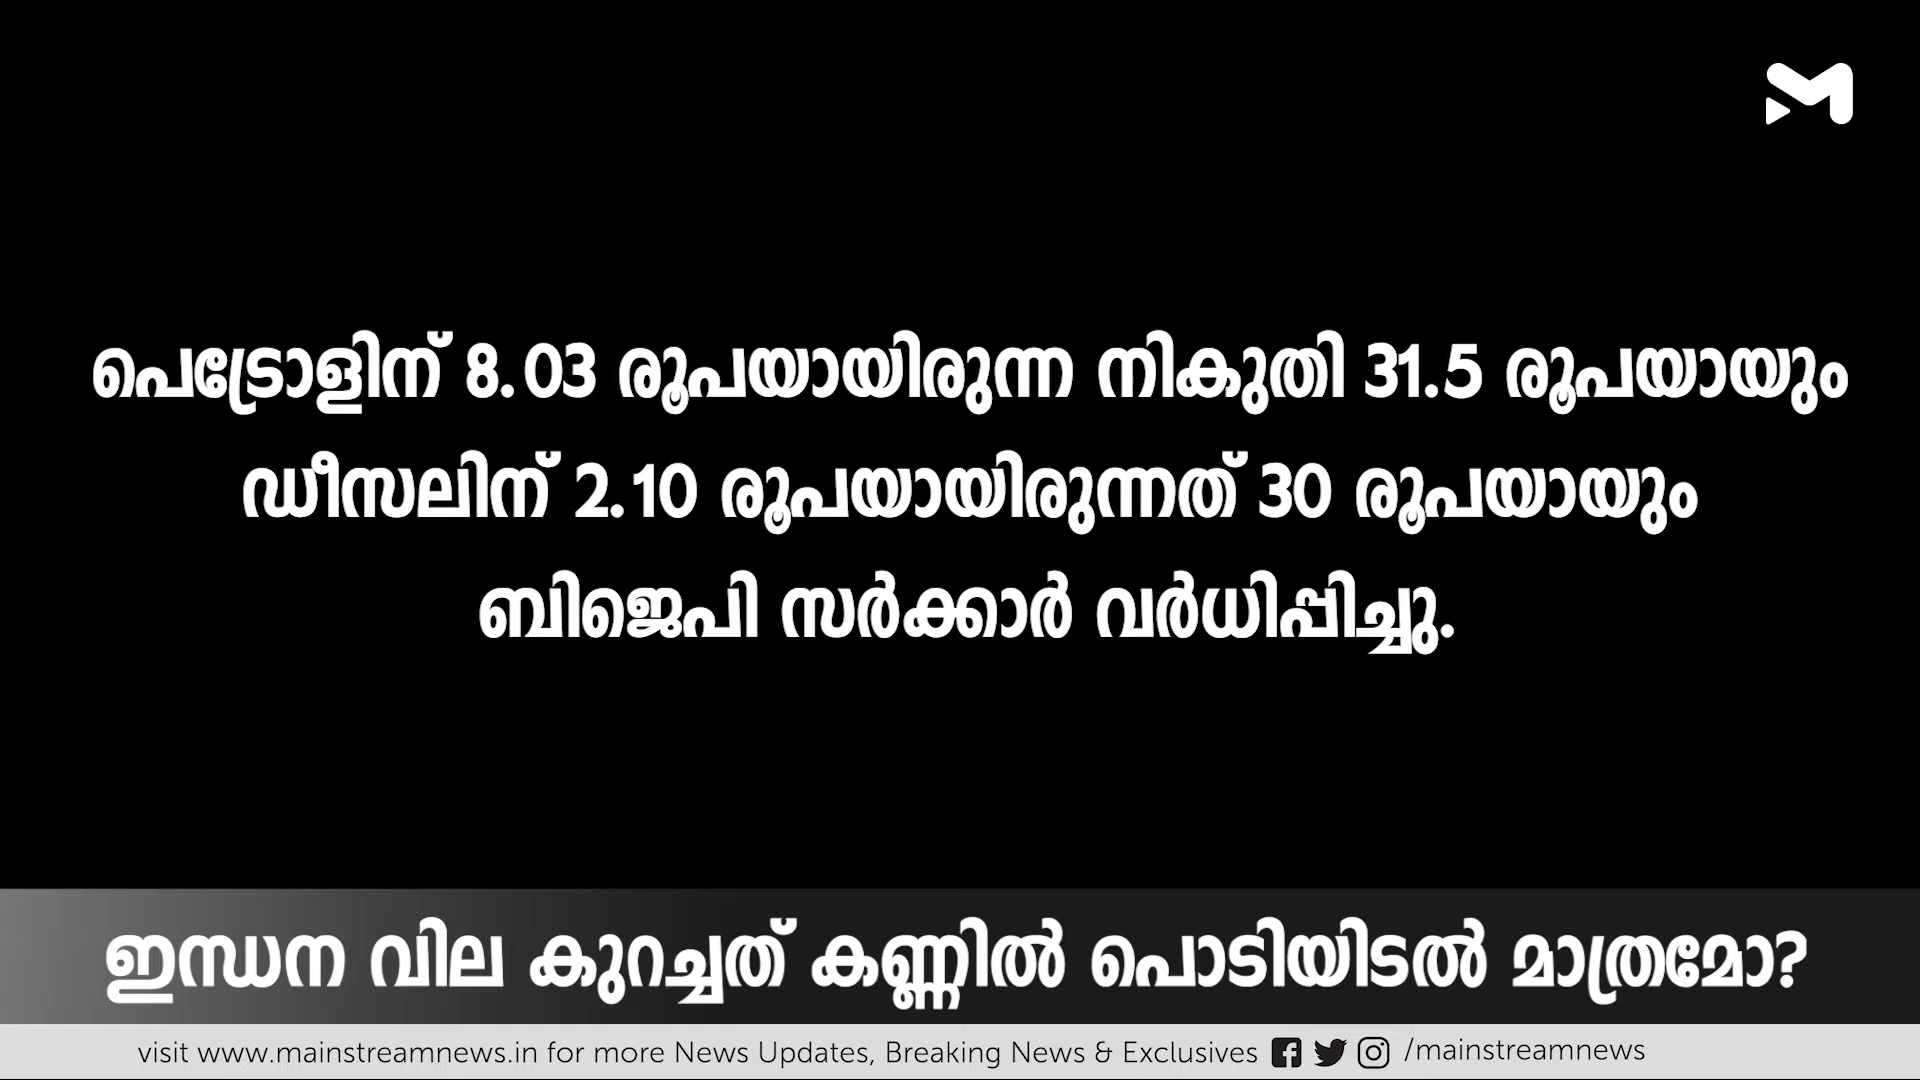 പെട്രോളിന് 8.03 രൂപയായിരുന്ന നികുതി 31.5 രൂപയായും
ഡീസലിന് 2.10 രൂപയായിരുന്നത് 30 രൂപയായും
ബിജെപി സർക്കാർ വർധിപ്പിച്ചു.
ഇന്ധന വില കുറച്ചത് കണ്ണിൽ പൊടിയിടൽ മാത്രമോ?
visit www.mainstreamnews.in for more News Updates, Breaking News & Exclusives /mainstreamnews